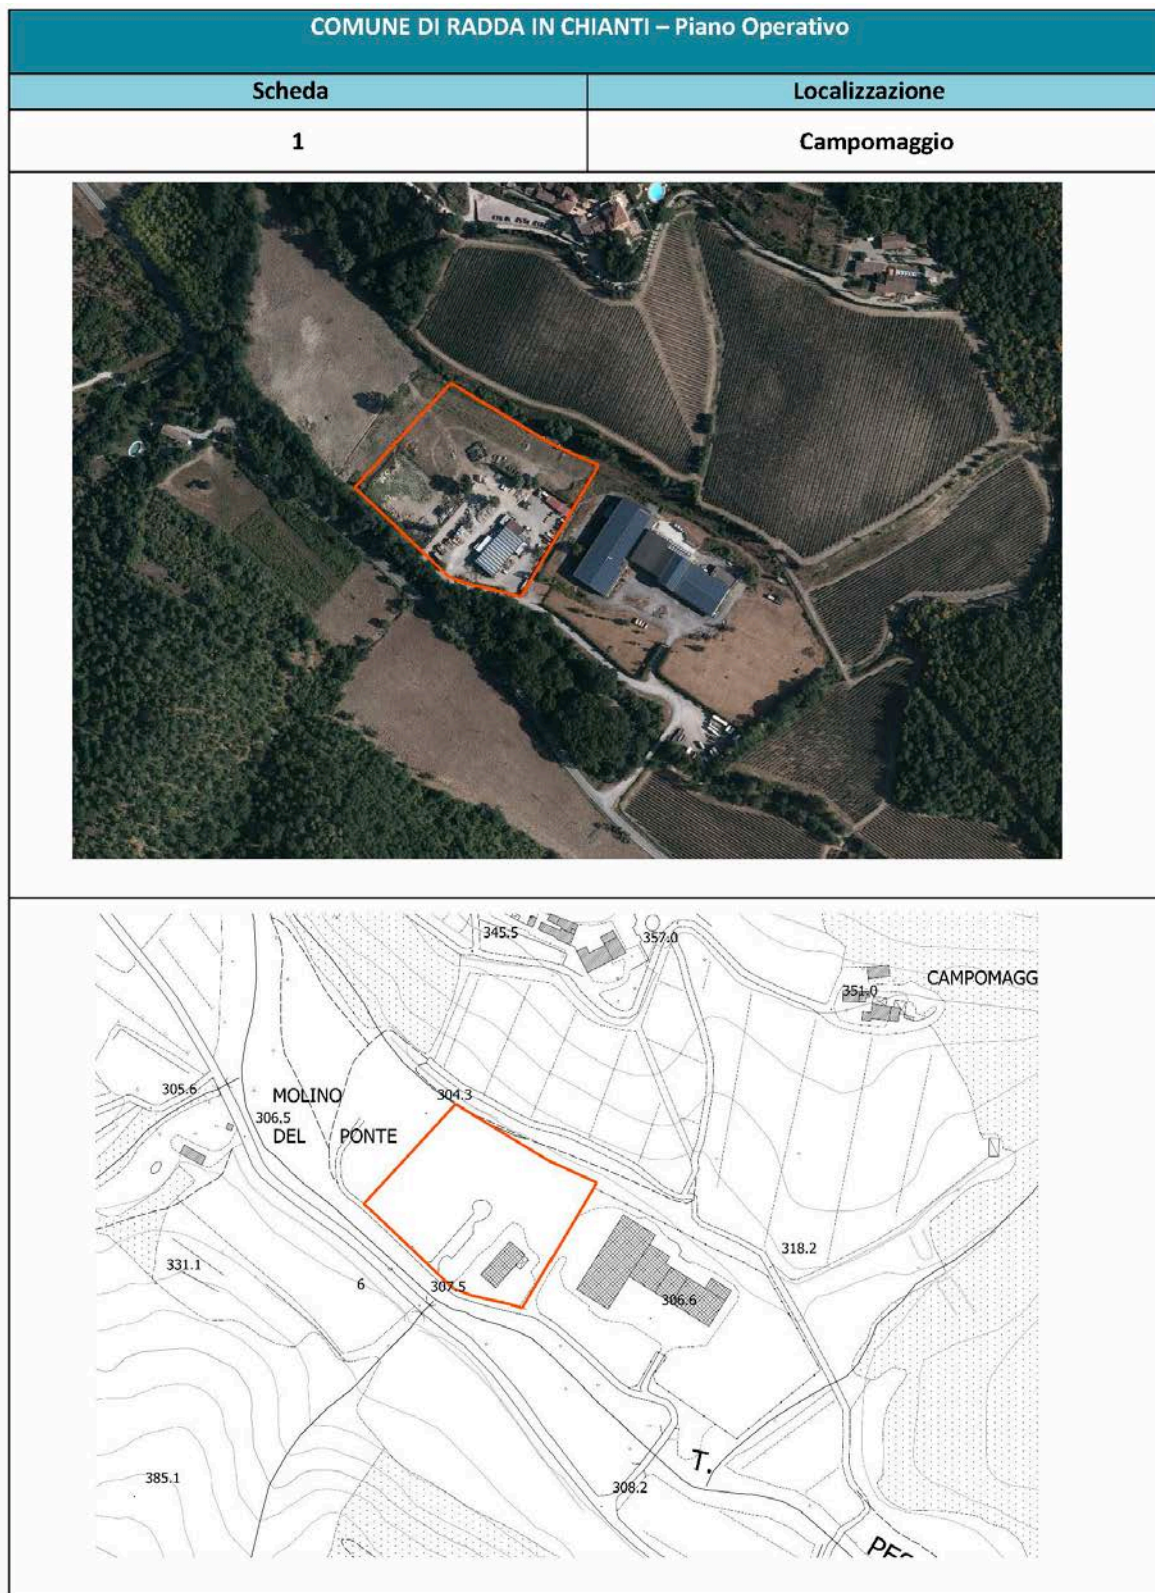 COMUNE DI RADDA IN CHIANTI – Piano Operativo
Scheda
Localizzazione
1
Campomaggio
345.5
357.0
351.0
CAMPOMAGG
305.6
MOLINO
304.3
306.5
DEL PONTE
318.2
331.1
6
307.5
306.6
T.
385.1
308.2
PES